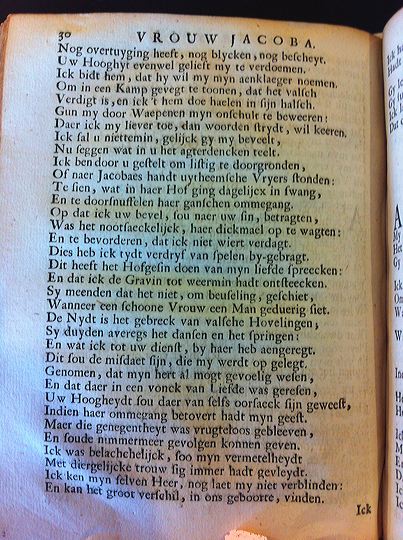 30 VROUW JACOBA.
Nog overtuyging heeft, nog blycken, nog bescheyt.
Uw Hooghyt evenwel gelieft my te verdoemen.
Ick bidt hem, dat hy wil my myn aenklaeger noemen.
Om in een Kamp gevegt te toonen, dat het valsch
Verdigt is, en ick 't hem doe haelen in sijn halsch.
Gun my door Waepenen myn onschult te beweeren:
Daer ick my liever toe, dan woorden strydt, wil keeren.
Ick sal u niettemin, gelijck gy my beveelt,
Nu seggen wat in u het agterdencken teelt.
Ick ben door u gestelt om listig te doorgronden,
Of naer Jacobaes handt uytheemsche Vryers stonden:
Te sien, wat in haer Hof ging dagelijcx in swang,
En te doorsnuffelen haer ganschen ommegang.
Op dat ick uw bevel, sou naer uw sin, betragten,
Was het nootsaeckelijck, haer dickmael op te wagten:
En te bevorderen, dat ick niet wiert verdagt.
Dies heb ick tydt verdryf van spelen by-gebragt.
Dit heeft het Hofgesin doen van myn liefde spreecken:
En dat ick de Gravin tot weermin hadt ontsteecken.
Sy meenden dat het niet, om beuseling, geschiet,
Wanneer een schoone Vrouw een Man geduerig siet.
De Nydt is het gebreck van valsche Hovelingen;
Sy duyden averegs het dansen en het springen:
En wat ick tot uw dienst, by haer heb aengeregt.
Dit sou de misdaet sijn, die my werdt op gelegt.
Genomen, dat myn hert al mogt gevoelig wesen,
En dat daer in een vonck van Liefde was geresen,
Uw Hoogheydt sou daer van selfs oorsaeck sijn geweest,
Indien haer ommegang betovert hadt myn geest.
Maer die genegentheyt was vrugteloos gebleeven,
En soude nimmermeer gevolgen konnen geven.
Ick was belachchelijck, soo myn vermetelheydt
Met diergelijcke trouw sig immer hadt gevleydt.
Ick ken myn selven Heer, nog laet my niet verblinden:
En kan het groot verschil, in ons geboorte, vinden.
Ick